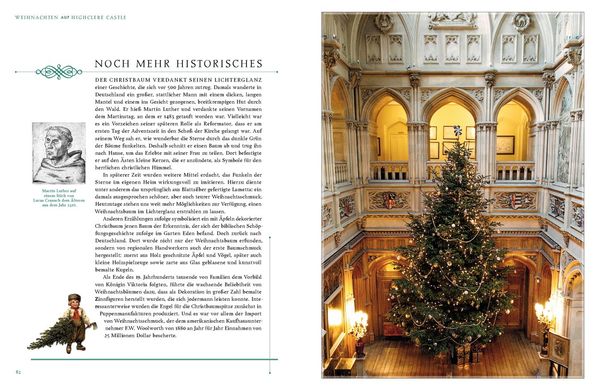 WEIHNACHTEN AUF HIGHCLERE CASTLE
NOCH MEHR HISTORISCHES
DER CHRISTBAUM VERDANKT SEINEN LICHTERGLANZ
einer Geschichte, die sich vor 500 Jahren zutrug. Damals wanderte in
Deutschland ein großer, stattlicher Mann mit einem dicken, langen
Mantel und einem ins Gesicht gezogenen, breitkrempigen Hut durch
den Wald. Er hieß Martin Luther und verdankte seinen Vornamen
dem Martinstag, an dem er 1483 getauft worden war. Vielleicht war
es ein Vorzeichen seiner späteren Rolle als Reformator, dass er am
ersten Tag der Adventszeit in den Schoß der Kirche gelangt war. Auf
seinem Weg sah er, wie wunderbar die Sterne durch das dunkle Grün
der Bäume funkelten. Deshalb schnitt er einen ab und trug ihn
nach Hause, um das Erlebte mit seiner Frau zu teilen. Dort befestigte
er auf den Ästen kleine Kerzen, die er anzündete, als Symbole für den
herrlichen christlichen Himmel.
In späterer Zeit wurden weitere Mittel erdacht, das Funkeln der
Sterne im eigenen Heim wirkungsvoll zu imitieren. Hierzu diente
unter anderem das ursprünglich aus Blattsilber gefertigte Lametta: ein
damals ausgesprochen schöner, aber auch teurer Weihnachtsschmuck.
Heutzutage stehen uns weit mehr Möglichkeiten zur Verfügung, einen
Weihnachtsbaum im Lichterglanz erstrahlen zu lassen.
Anderen Erzählungen zufolge symbolisiert ein mit Äpfeln dekorierter
Christbaum jenen Baum der Erkenntnis, der sich der biblischen Schöp-
fungsgeschichte zufolge im Garten Eden befand. Doch zurück nach
Deutschland. Dort wurde nicht nur der Weihnachtsbaum erfunden,
sondern von regionalen Handwerkern auch der erste Baumschmuck
hergestellt: zuerst aus Holz geschnitzte Äpfel und Vögel, später auch
kleine Holzspielzeuge sowie zarte aus Glas geblasene und kunstvoll
bemalte Kugeln.
Als Ende des 19. Jahrhunderts tausende von Familien dem Vorbild
von Königin Viktoria folgten, führte die wachsende Beliebtheit von
Weihnachtsbäumen dazu, dass als Dekoration in großer Zahl bemalte
Zinnfiguren bestellt wurden, die sich jedermann leisten konnte. Inte-
ressanterweise wurden die Engel für die Christbaumspitze zunächst in
Puppenmanufakturen produziert. Und es war vor allem der Import
von Weihnachtsschmuck, der dem amerikanischen Kaufhausunter-
nehmer F.W. Woolworth von 1880 an Jahr für Jahr Einnahmen von
25 Millionen Dollar bescherte.
Martin Luther auf
einem Stich von
Lucas Cranach dem Älteren
aus dem Jahr 1520.
82